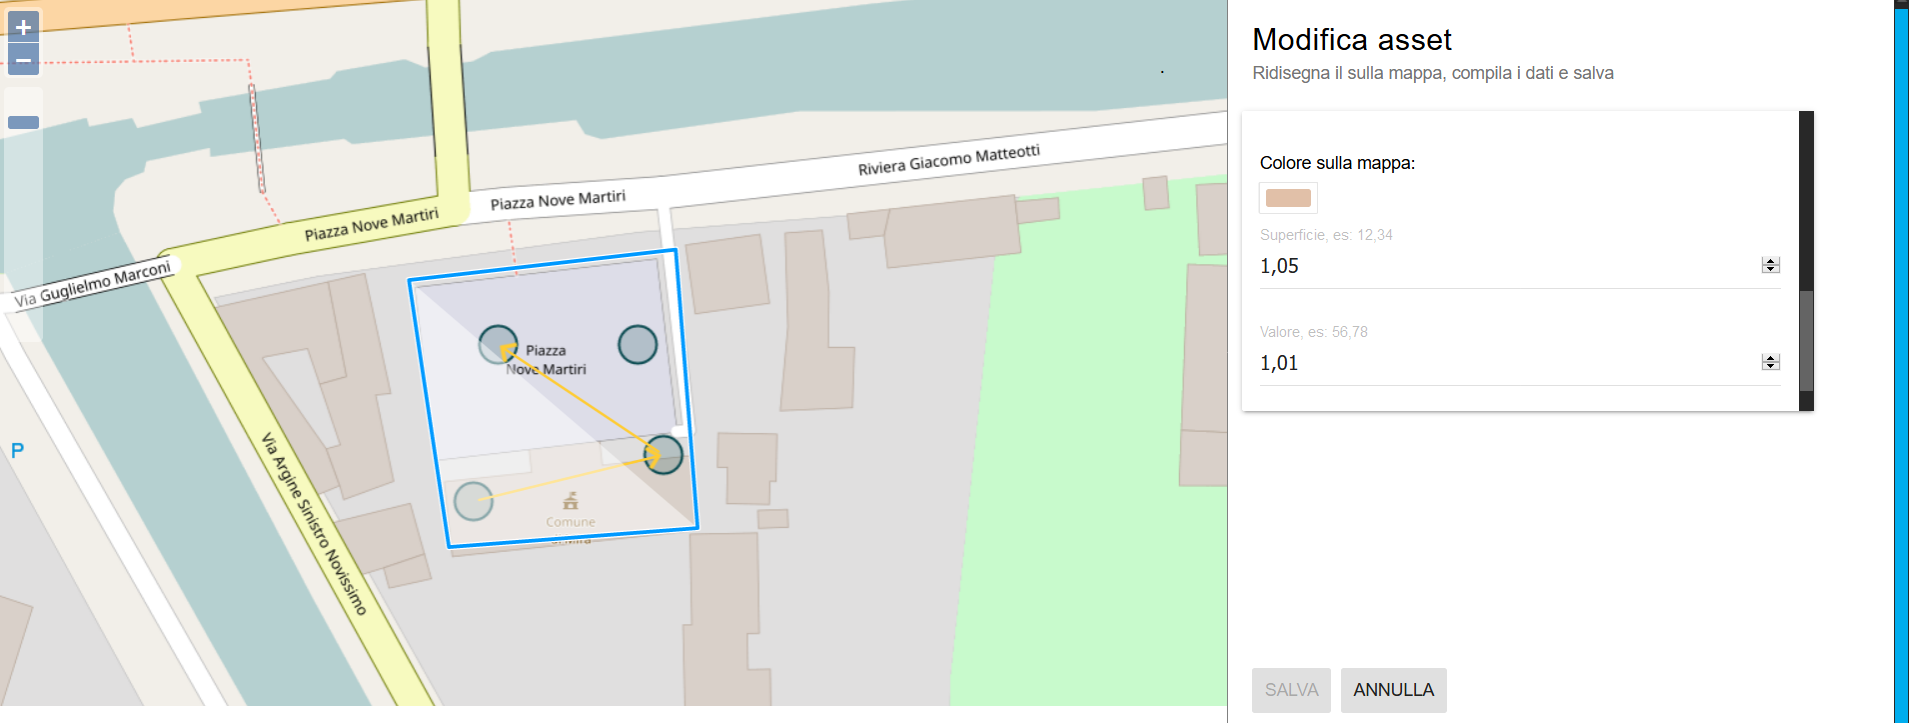 +
−
Riviera Giacomo Matteotti
Piazza Nove Martiri
Piazza Nove Martiri
Via Guglielmo Marconi
Piazza
Nove Martiri
P
Via Argine Sinistro Novissimo
Comune
di Mira
Modifica asset
Ridisegna il sulla mappa, compila i dati e salva
Colore sulla mappa:
Superficie, es: 12,34
1,05
Valore, es: 56,78
1,01
SALVA
ANNULLA